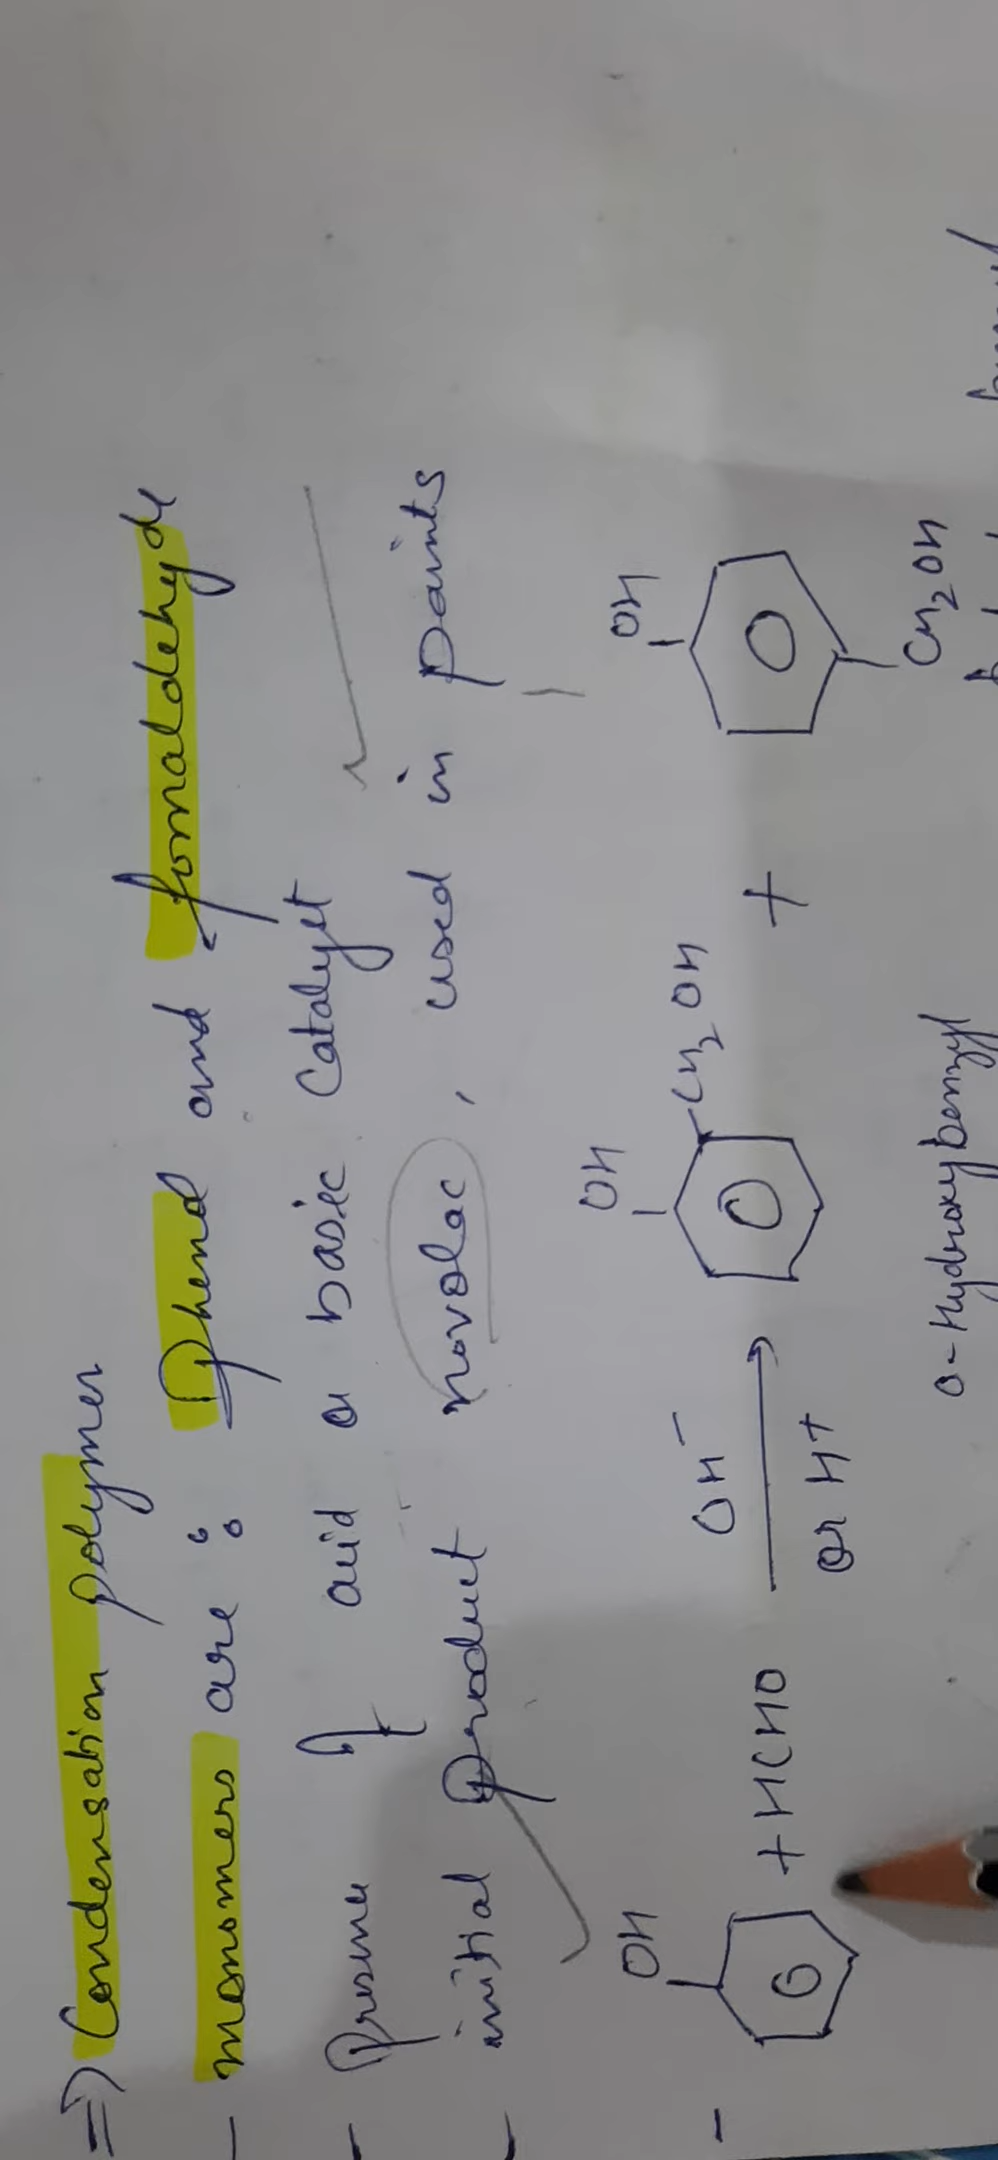 ⇒ Condensation polymer
- monomers are : Phenol and formaldehyde
- Presence of acid or basic Catalyst
- initial product novolac, used in paints
OH OH OH
OH⁻ CH₂OH
- + HCHO ⟶ +
or H+ CH₂OH
o-Hydroxybenzyl